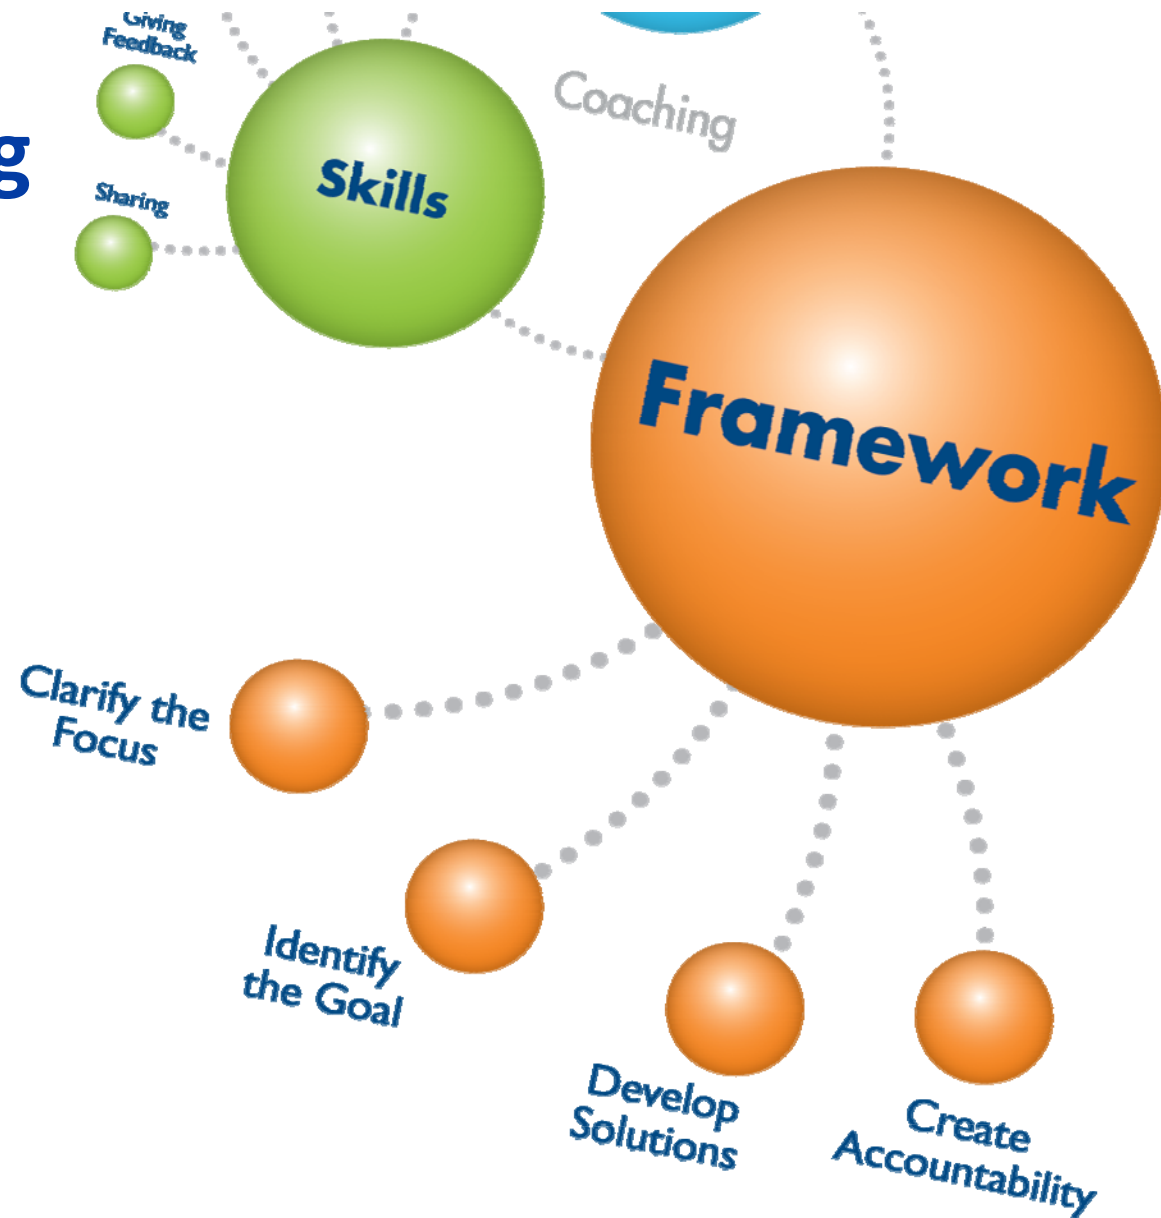 Giving
Feedback
g
Sharing
Skills
Coaching
Framework
Clarify the
Focus
Identify
the Goal
Develop
Solutions
Create
Accountability